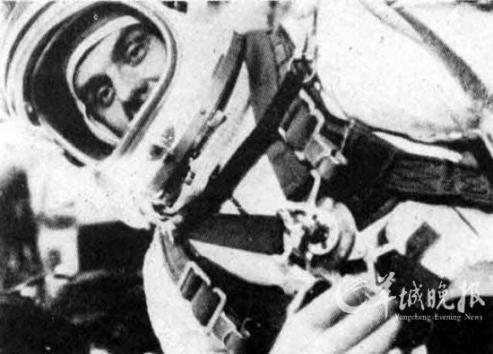 羊城晚报
Yangcheng Evening News